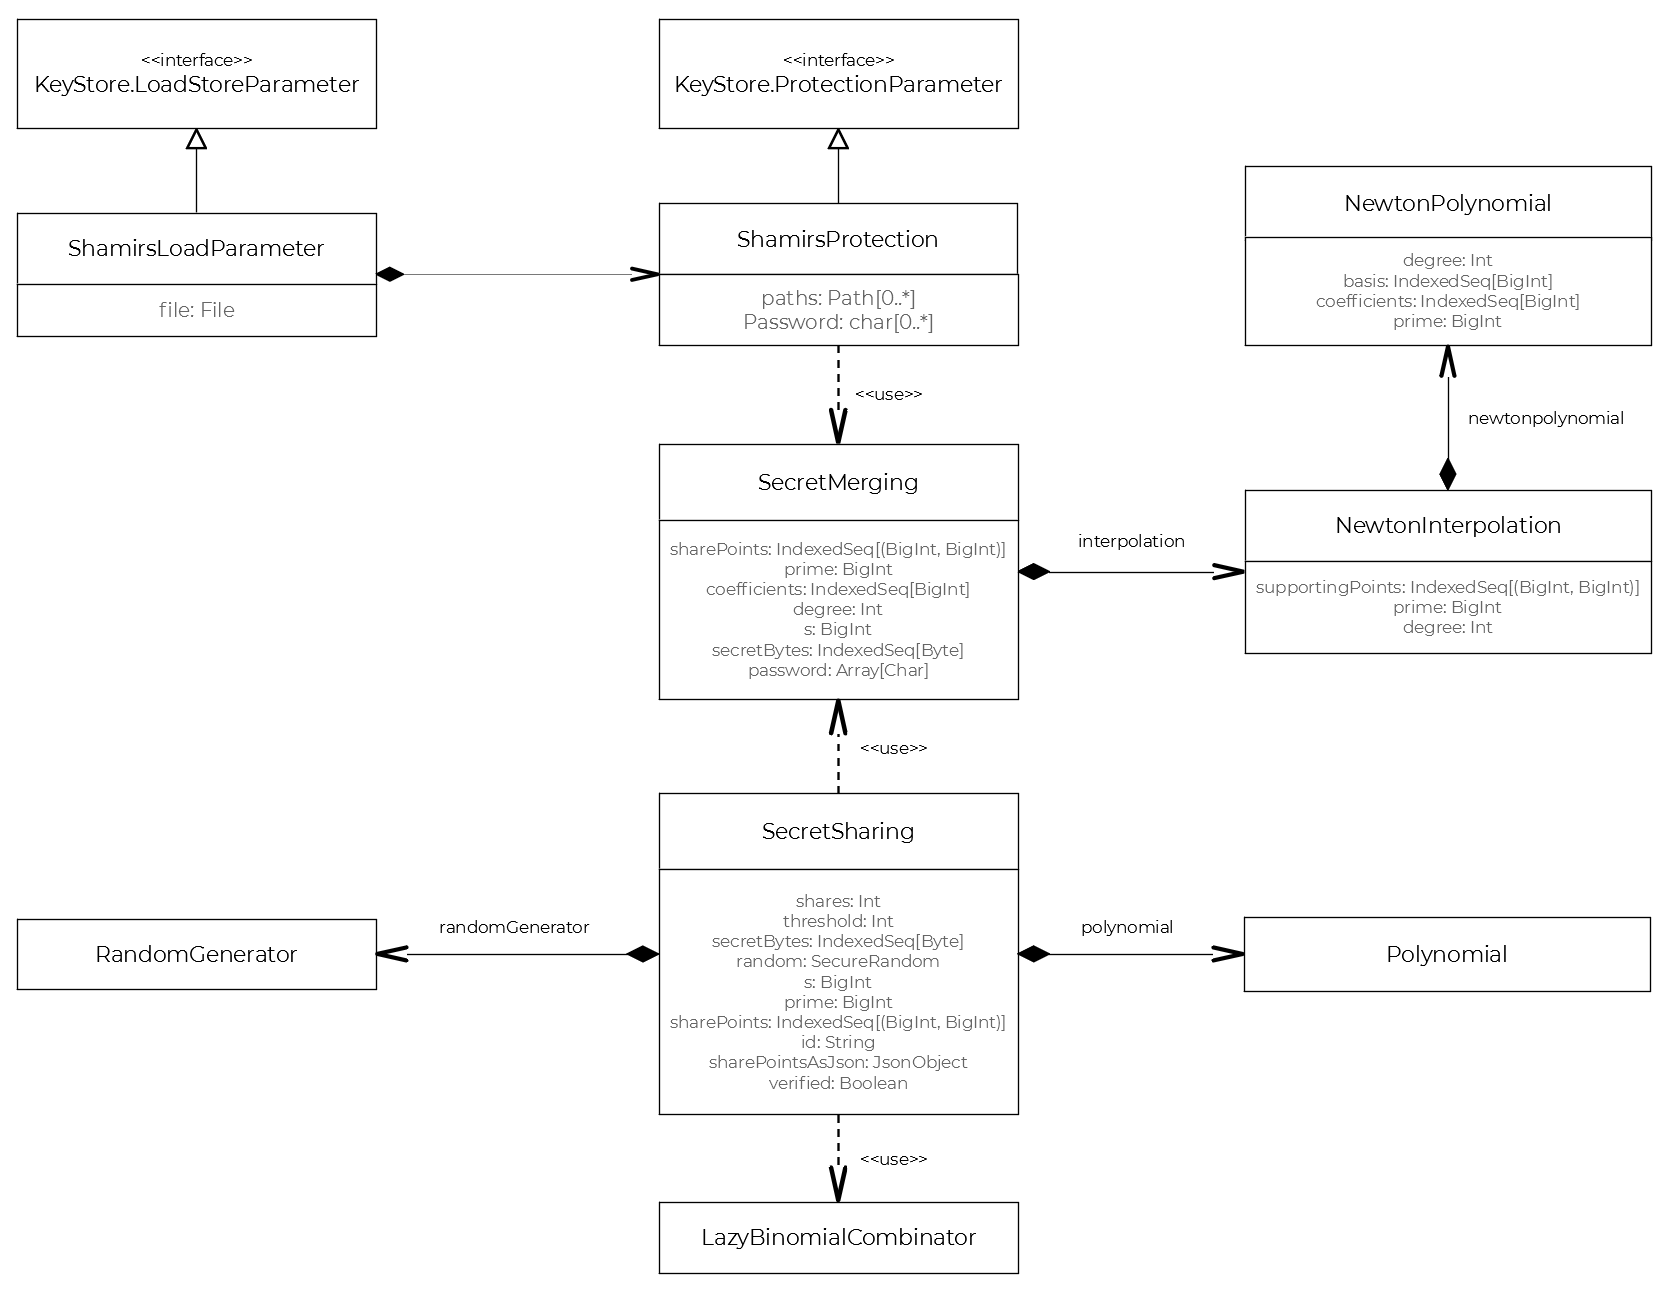 <<interface>>
KeyStore.LoadStoreParameter
<<interface>>
KeyStore.ProtectionParameter
ShamirsLoadParameter
file: File
ShamirsProtection
paths: Path[0..*]
Password: char[0..*]
NewtonPolynomial
degree: Int
basis: IndexedSeq[BigInt]
coefficients: IndexedSeq[BigInt]
prime: BigInt
<<use>>
newtonpolynomial
SecretMerging
sharePoints: IndexedSeq[(BigInt, BigInt)]
prime: BigInt
coefficients: IndexedSeq[BigInt]
degree: Int
s: BigInt
secretBytes: IndexedSeq[Byte]
password: Array[Char]
interpolation
NewtonInterpolation
supportingPoints: IndexedSeq[(BigInt, BigInt)]
prime: BigInt
degree: Int
<<use>>
SecretSharing
shares: Int
threshold: Int
secretBytes: IndexedSeq[Byte]
random: SecureRandom
s: BigInt
prime: BigInt
sharePoints: IndexedSeq[(BigInt, BigInt)]
id: String
sharePointsAsJson: JsonObject
verified: Boolean
randomGenerator
RandomGenerator
polynomial
Polynomial
<<use>>
LazyBinomialCombinator